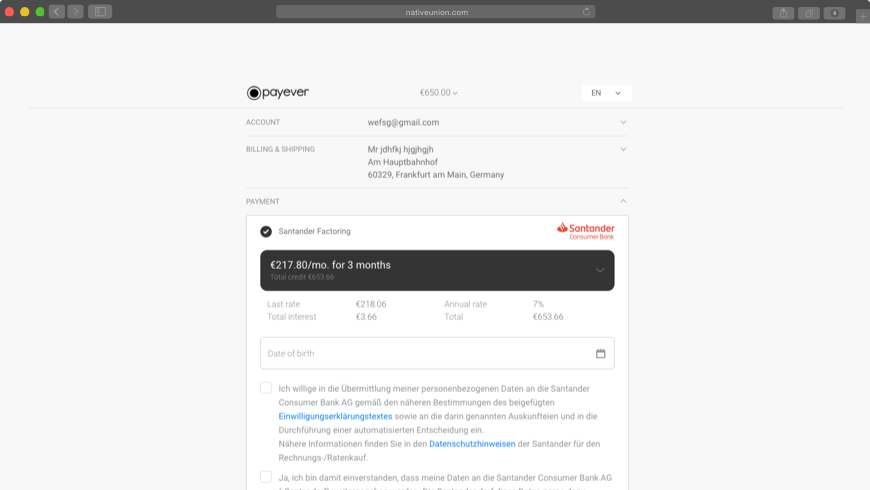 nativeunion.com
payever
€650.00
EN
ACCOUNT
wefsg@gmail.com
BILLING & SHIPPING
Mr jdhfkj hjgjhgjh
Am Hauptbahnhof
60329, Frankfurt am Main, Germany
PAYMENT
Santander Factoring
Santander
Consumer Bank
€217.80/mo. for 3 months
Total credit €653.66
Last rate €218.06 Annual rate 7%
Total interest €3.66 Total €653.66
Date of birth
Ich willige in die Übermittlung meiner personenbezogenen Daten an die Santander
Consumer Bank AG gemäß den näheren Bestimmungen des beigefügten
Einwilligungserklärungstextes sowie an die darin genannten Auskunfteien und in die
Durchführung einer automatisierten Entscheidung ein.
Nähere Informationen finden Sie in den Datenschutzhinweisen der Santander für den
Rechnungs-/Ratenkauf.
Ja, ich bin damit einverstanden, dass meine Daten an die Santander Consumer Bank AG